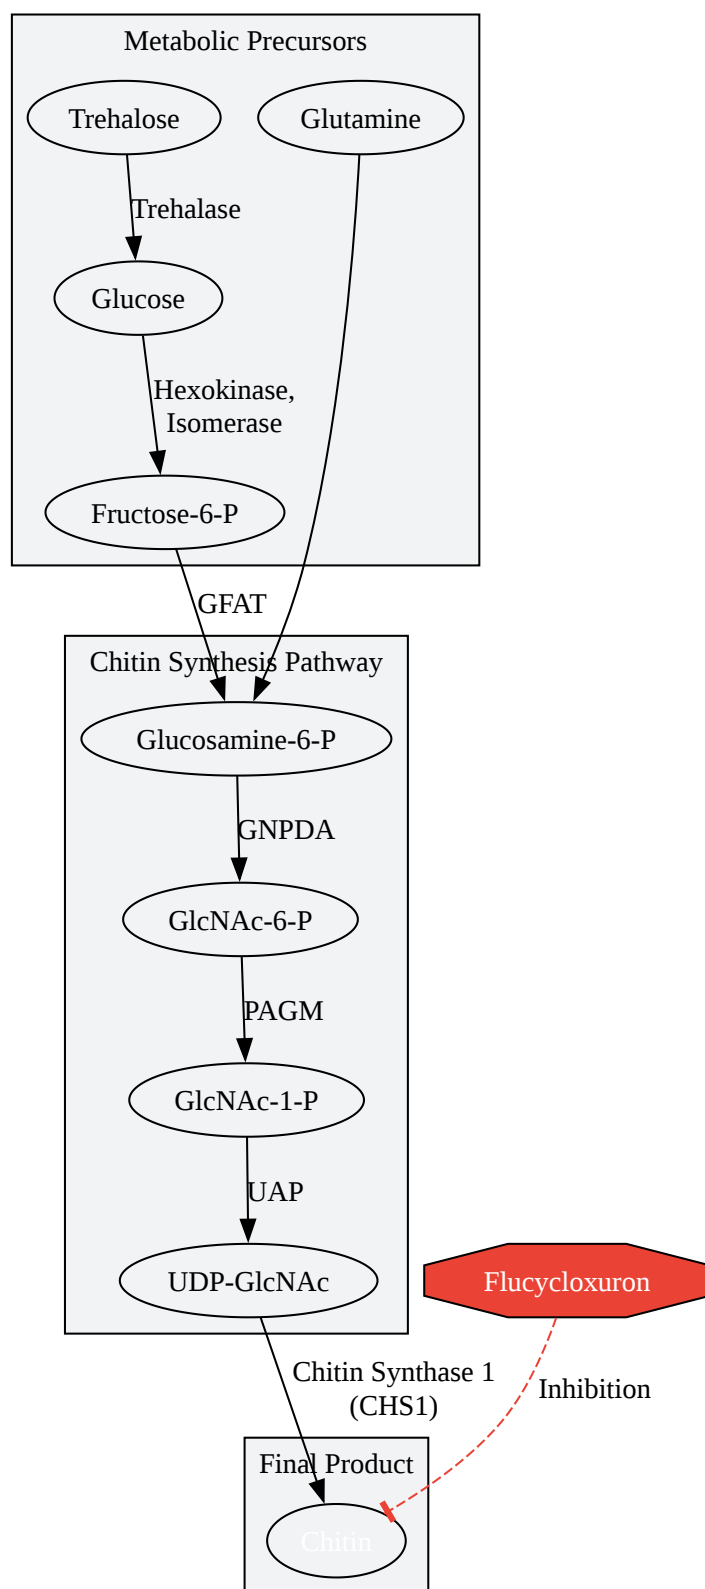 Metabolic Precursors
Trehalose
Glutamine
Trehalase
Glucose
Hexokinase,
Isomerase
Fructose-6-P
GFAT
Chitin Synthesis Pathway
Glucosamine-6-P
GNPDA
GlcNAc-6-P
PAGM
GlcNAc-1-P
UAP
UDP-GlcNAc
Flucycloxuron
Chitin Synthase 1
(CHS1)
Inhibition
Final Product
Chitin